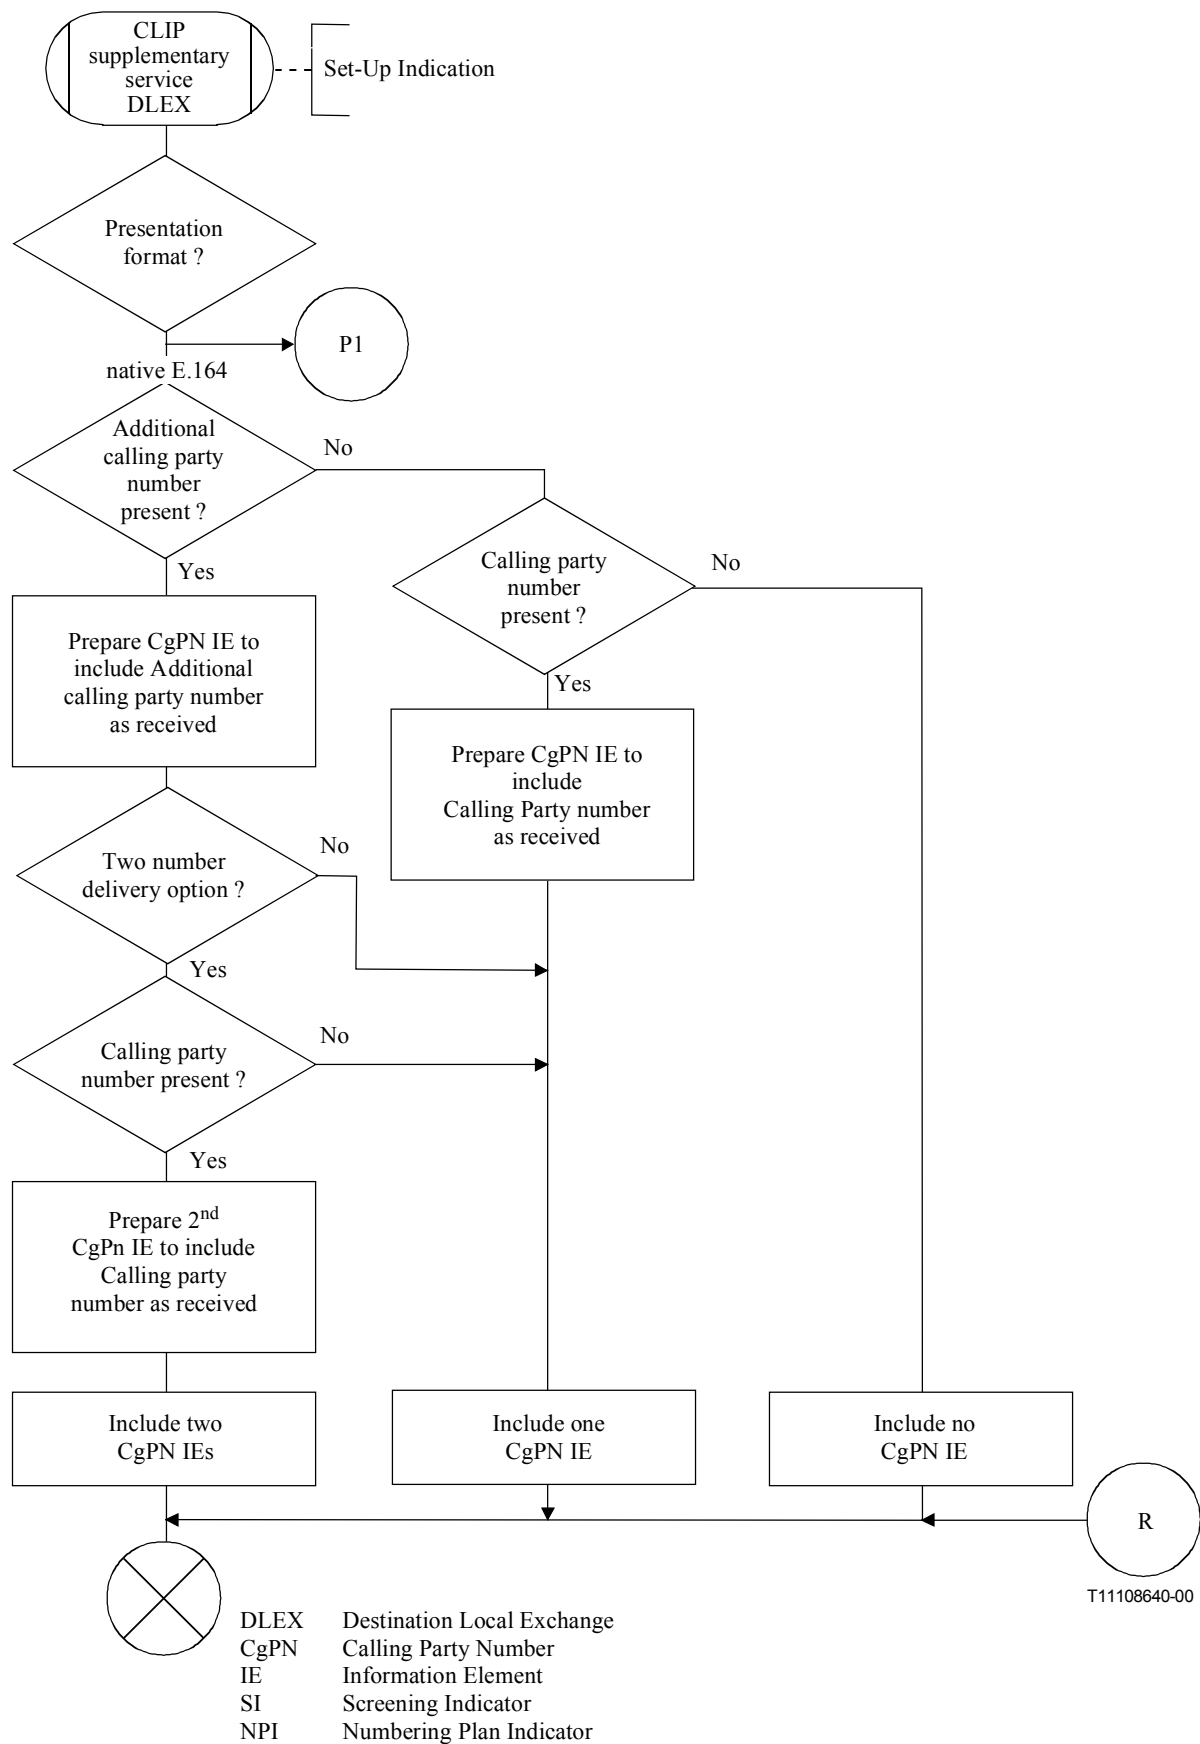 CLIP
supplementary
service
DLEX
Set-Up Indication
Presentation
format ?
P1
native E.164
Additional
calling party
number
present ?
No
Yes
Calling party
number
present ?
No
Yes
Prepare CgPN IE to
include Additional
calling party number
as received
Prepare CgPN IE to
include
Calling Party number
as received
Two number
delivery option ?
No
Yes
Calling party
number present ?
No
Yes
Prepare 2nd
CgPn IE to include
Calling party
number as received
Include two
CgPN IEs
Include one
CgPN IE
Include no
CgPN IE
R
T11108640-00
DLEX Destination Local Exchange
CgPN Calling Party Number
IE Information Element
SI Screening Indicator
NPI Numbering Plan Indicator